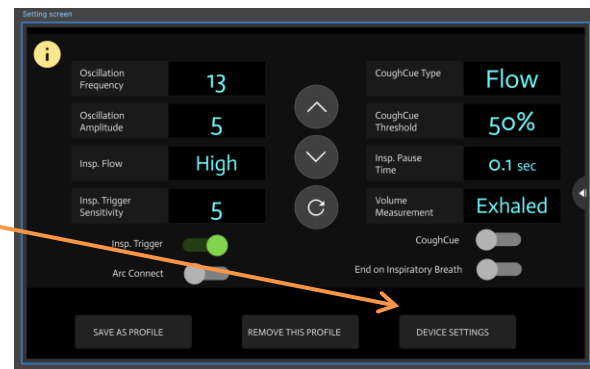 Setting screen
i
Oscillation
Frequency
13
Oscillation
Amplitude
5
Insp. Flow
High
Insp. Trigger
Sensitivity
5
CoughCue Type
Flow
CoughCue
Threshold
50%
Insp. Pause
Time
0.1 sec
Volume
Measurement
Exhaled
Insp. Trigger
Arc Connect
CoughCue
End on Inspiratory Breath
SAVE AS PROFILE
REMOVE THIS PROFILE
DEVICE SETTINGS